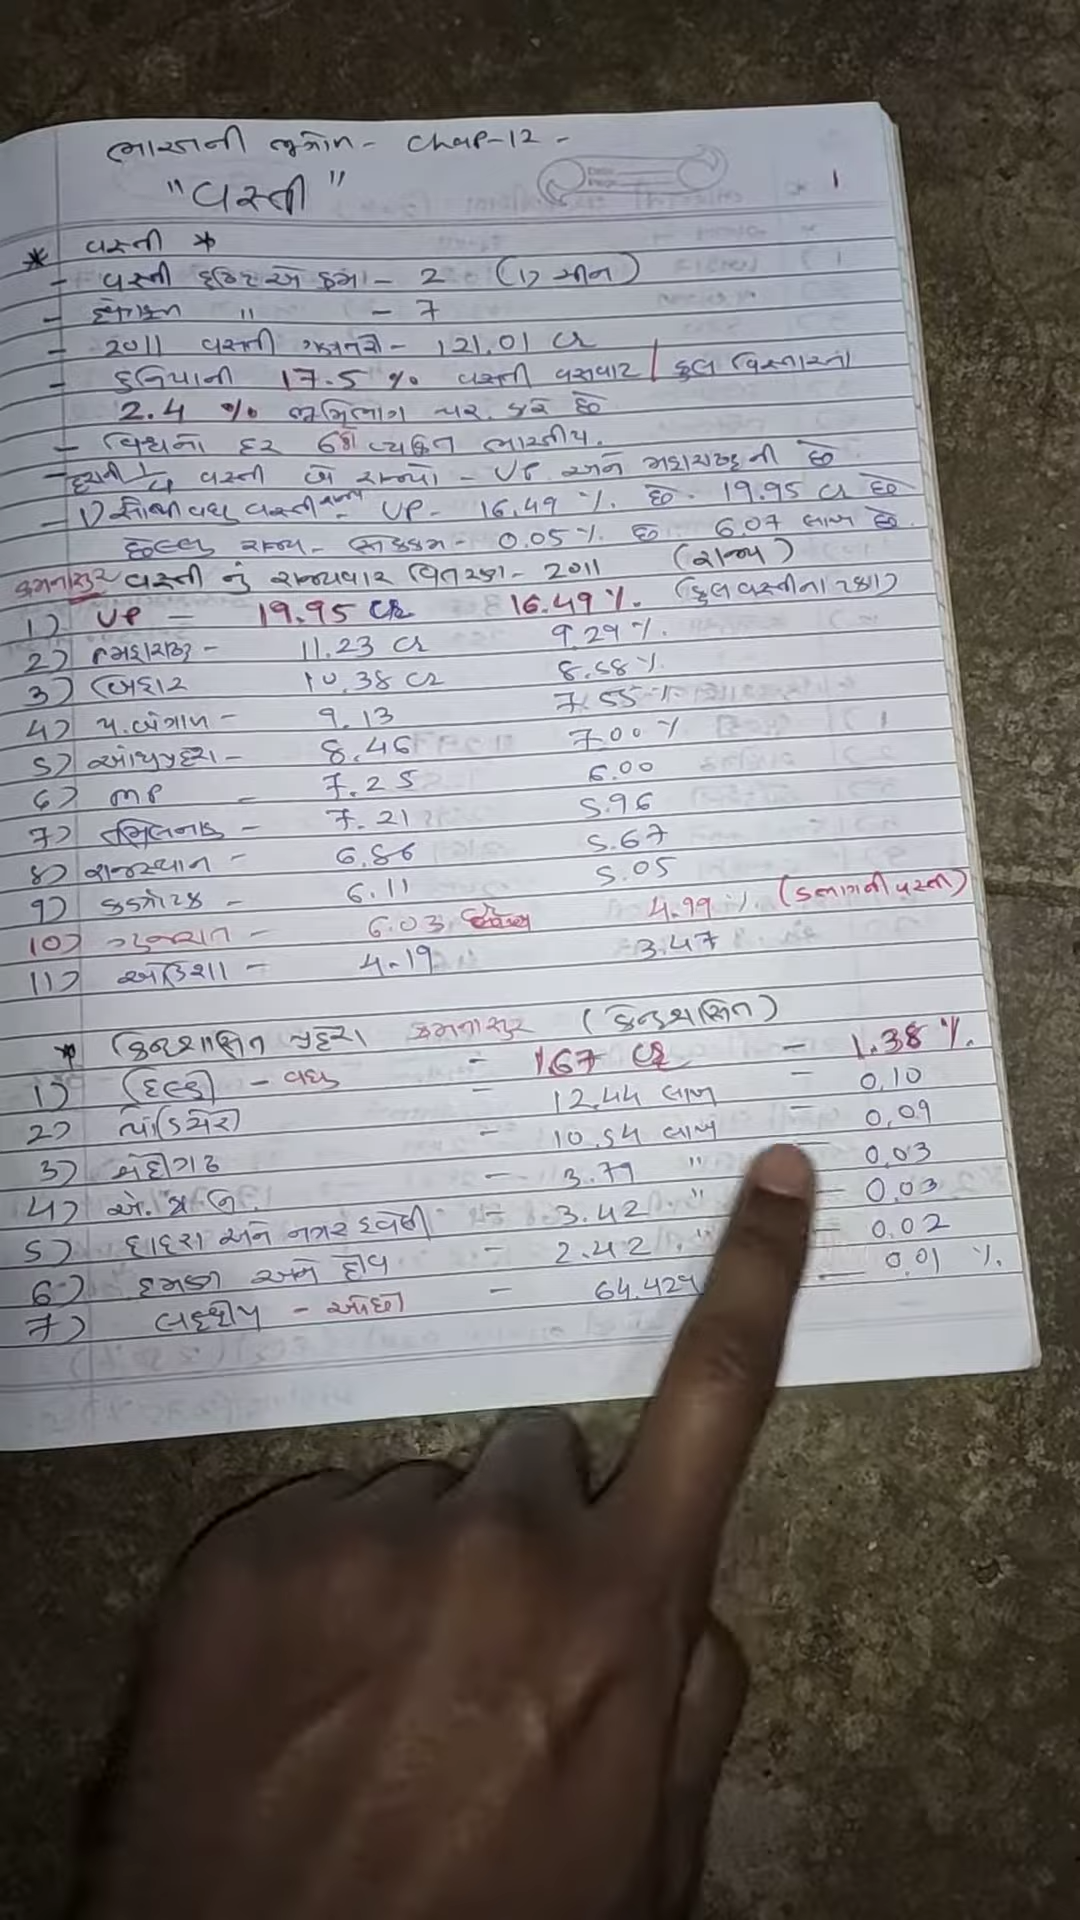 ભારતની ભૂગોળ - Chap-12 -
"વસ્તી"
1
* વસ્તી *
- વસ્તી દ્રષ્ટિએ ક્રમ - 2 (1) ચીન)
- ક્ષેત્રફળ " - 7
- 2011 વસ્તી ગણતરી - 121.01 Cr
- દુનિયાની 17.5 % વસ્તી વસવાટ / કુલ વિસ્તારના
2.4 % ભૂમિભાગ પર કરે છે
- વિશ્વના દર 6ઠ્ઠી વ્યક્તિ ભારતીય.
વસ્તી બે રાજ્યો - UP અને મહારાષ્ટ્રની છે
- 1) સૌથી વધુ વસ્તી રાજ્ય - UP - 16.49 %. છે. 19.95 Cr છે
છેલ્લુ રાજ્ય - સિક્કિમ - 0.05 %. છે 6.07 લાખ છે.
ક્રમનાસુર વસ્તી નું રાજ્યવાર વિતરણ - 2011 (રાજ્ય)
1) UP - 19.95 Cr 16.49 %. (કુલ વસ્તીના ટકા)
2) મહારાષ્ટ્ર - 11.23 Cr 9.29 %.
3) બિહાર 10.38 Cr 8.58 %
4) પ. બંગાળ - 9.13 7.55 %
5) આંધ્રપ્રદેશ - 8.46 7.00 %
6) MP - 7.25 6.00
7) તમિલનાડુ - 7.21 5.96
8) રાજસ્થાન - 6.86 5.67
9) કર્ણાટક - 6.11 5.05
10) ગુજરાત - 6.03 4.99 %. (ડલાગની વસ્તી)
11) ઓડિશા - 4.19 3.47
* કેન્દ્રશાસિત પ્રદેશ ક્રમનાસુર (કેન્દ્રશાસિત)
1) દિલ્હી - વધુ - 1.67 Cr - 1.38 %.
2) પોંડિચેરી - 12.44 લાખ - 0.10
3) ચંદીગઢ - 10.54 લાખ - 0.09
4) અં. નિ. - 3.79 " 0.03
5) દાદરા અને નગર હવેલી - 3.42 " - 0.03
6) દમણ અને દીવ - 2.42 " - 0.02
7) લક્ષદ્વીપ - ઓછી - 64.429 - 0.01 %.